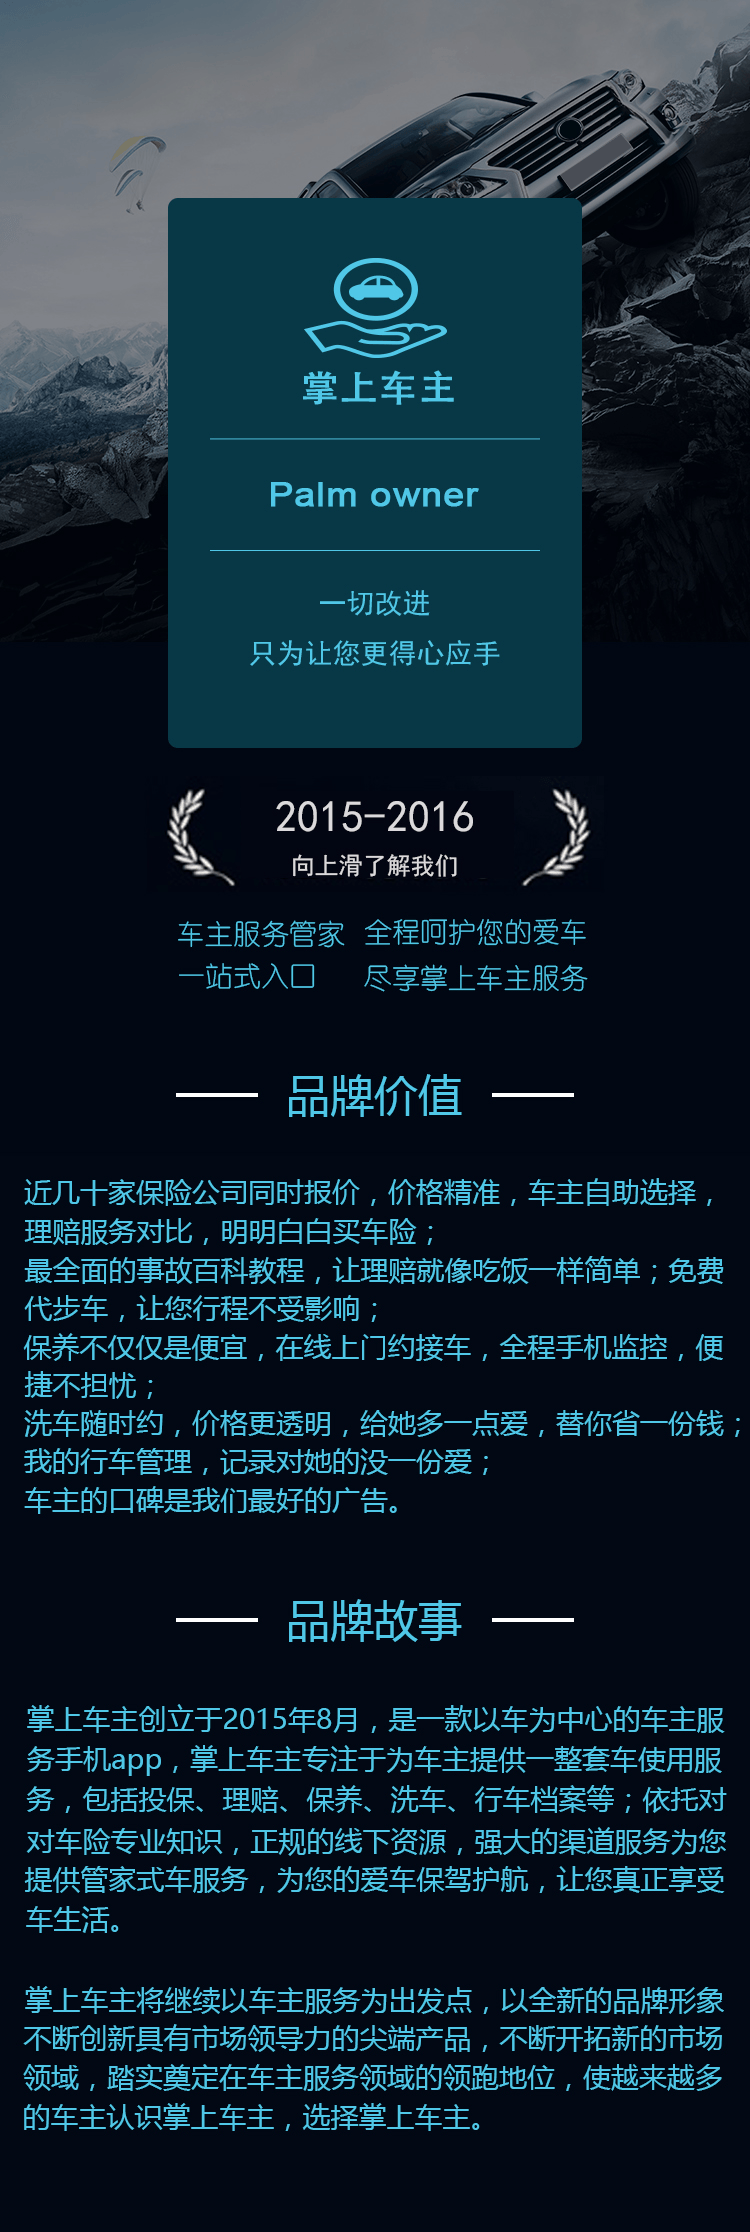 掌上车主
Palm owner
一切改进
只为让您更得心应手
2015-2016
向上滑了解我们
车主服务管家 全程呵护您的爱车
一站式入口 尽享掌上车主服务
品牌价值
近几十家保险公司同时报价，价格精准，车主自助选择，
理赔服务对比，明明白白买车险；
最全面的事故百科教程，让理赔就像吃饭一样简单；免费
代步车，让您行程不受影响；
保养不仅仅是便宜，在线上门约接车，全程手机监控，便
捷不担忧；
洗车随时约，价格更透明，给她多一点爱，替你省一份钱；
我的行车管理，记录对她的没一份爱；
车主的口碑是我们最好的广告。
品牌故事
掌上车主创立于2015年8月，是一款以车为中心的车主服
务手机app，掌上车主专注于为车主提供一整套车使用服
务，包括投保、理赔、保养、洗车、行车档案等；依托对
对车险专业知识，正规的线下资源，强大的渠道服务为您
提供管家式车服务，为您的爱车保驾护航，让您真正享受
车生活。
掌上车主将继续以车主服务为出发点，以全新的品牌形象
不断创新具有市场领导力的尖端产品，不断开拓新的市场
领域，踏实奠定在车主服务领域的领跑地位，使越来越多
的车主认识掌上车主，选择掌上车主。